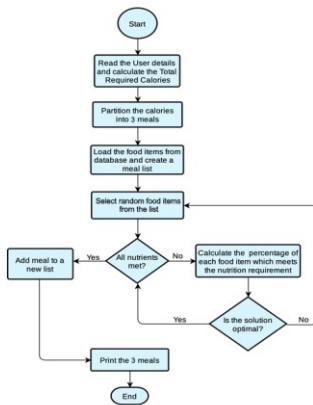 Start
Read the User details
and calculate the Total
Required Calories
Partition the calories
into 3 meals
Load the food items from
database and create a
meal list
Select random food items
from the list
All nutrients
met?
Yes
No
Add meal to a
new list
Calculate the percentage of
each food item which meets
the nutrition requirement
Is the solution
optimal?
Yes
No
Print the 3 meals
End